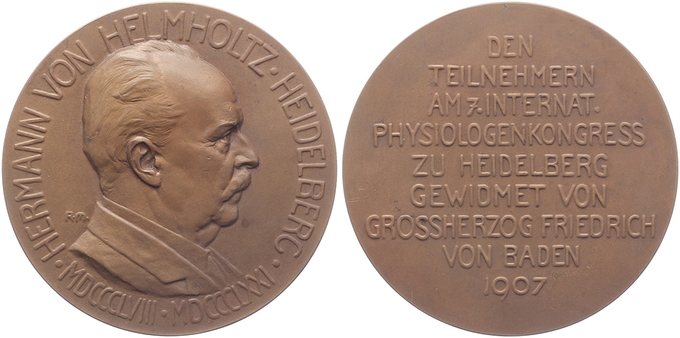 HERMANN VON HELMHOLTZ · HEIDELBERG ·
MDCCCLVIII · MDCCCLXXI
R.M.
DEN
TEILNEHMERN
AM 7. INTERNAT.
PHYSIOLOGENKONGRESS
ZU HEIDELBERG
GEWIDMET VON
GROSSHERZOG FRIEDRICH
VON BADEN
1907